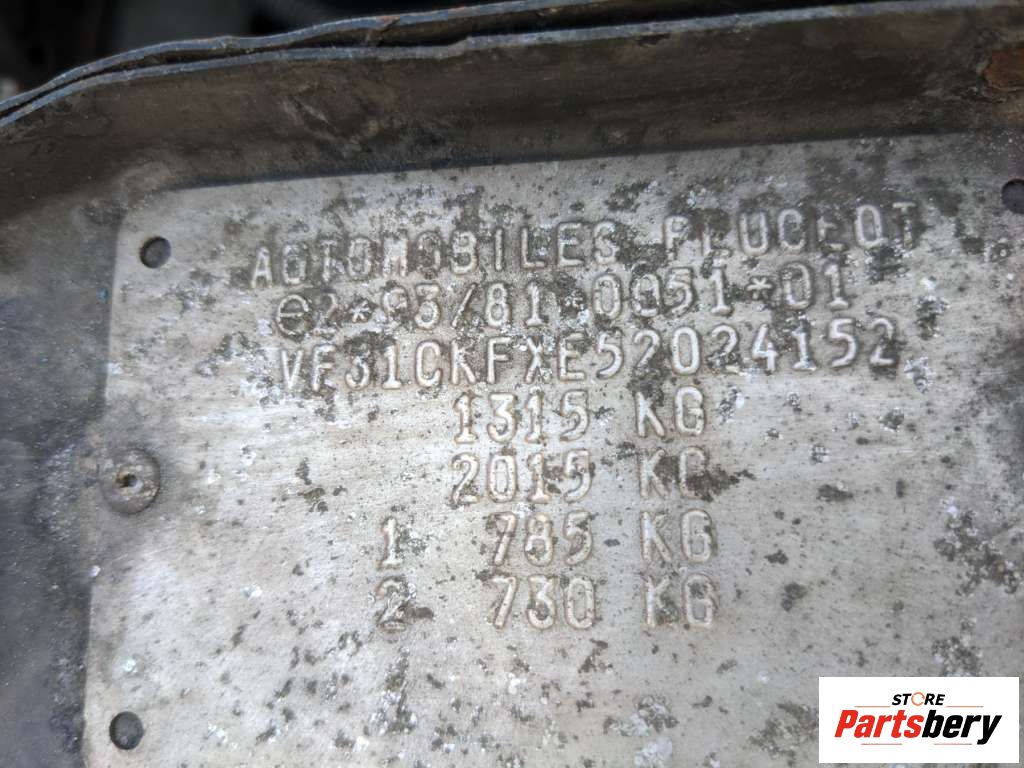 AUTOMOBILES PEUGEOT
e2*93/81*0051*01
VF31CKFXE52024152
1315 KG
2015 KG
1 785 KG
2 730 KG
STORE
Partsbery